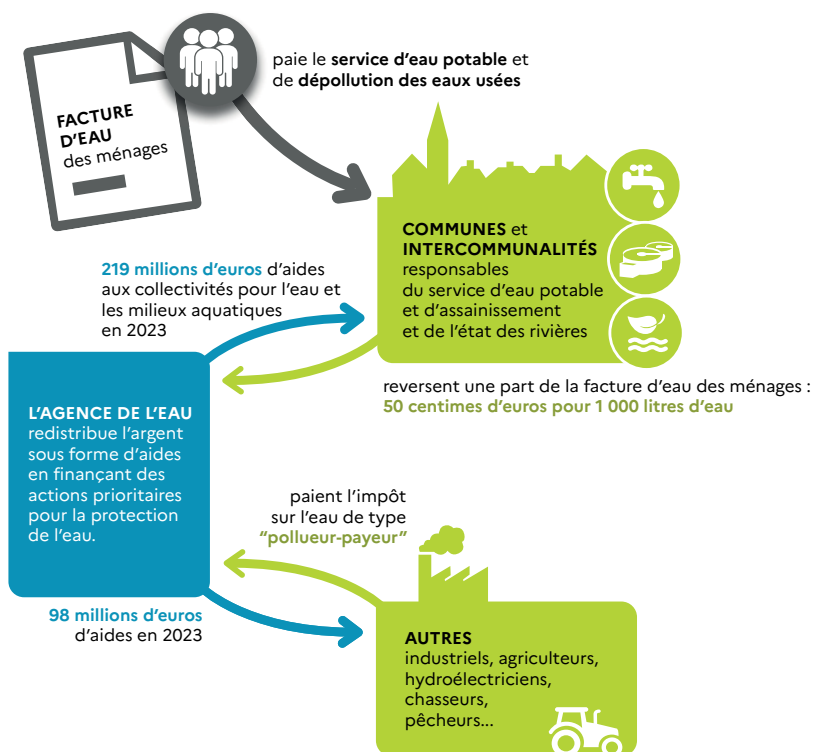 paie le service d'eau potable et
de dépollution des eaux usées
FACTURE
D'EAU
des ménages
COMMUNES et
INTERCOMMUNALITÉS
responsables
du service d'eau potable
et d'assainissement
et de l'état des rivières
219 millions d'euros d'aides
aux collectivités pour l'eau et
les milieux aquatiques
en 2023
reversent une part de la facture d'eau des ménages :
50 centimes d'euros pour 1 000 litres d'eau
L'AGENCE DE L'EAU
redistribue l'argent
sous forme d'aides
en finançant des
actions prioritaires
pour la protection
de l'eau.
paient l'impôt
sur l'eau de type
"pollueur-payeur"
98 millions d'euros
d'aides en 2023
AUTRES
industriels, agriculteurs,
hydroélectriciens,
chasseurs,
pêcheurs...